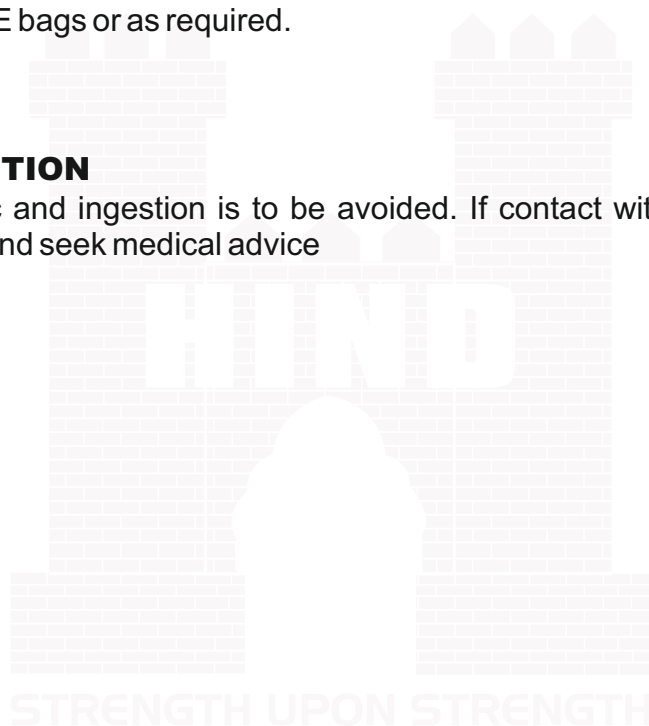 E bags or as required.
TION
c and ingestion is to be avoided. If contact wit
nd seek medical advice
HIND
STRENGTH UPON STRENGTH